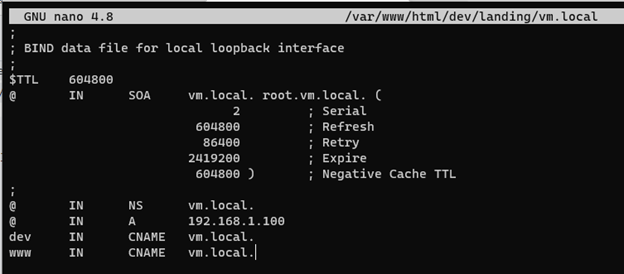 GNU nano 4.8 /var/www/html/dev/landing/vm.local
;
; BIND data file for local loopback interface
;
$TTL 604800
@ IN SOA vm.local. root.vm.local. (
2 ; Serial
604800 ; Refresh
86400 ; Retry
2419200 ; Expire
604800 ) ; Negative Cache TTL
;
@ IN NS vm.local.
@ IN A 192.168.1.100
dev IN CNAME vm.local.
www IN CNAME vm.local.